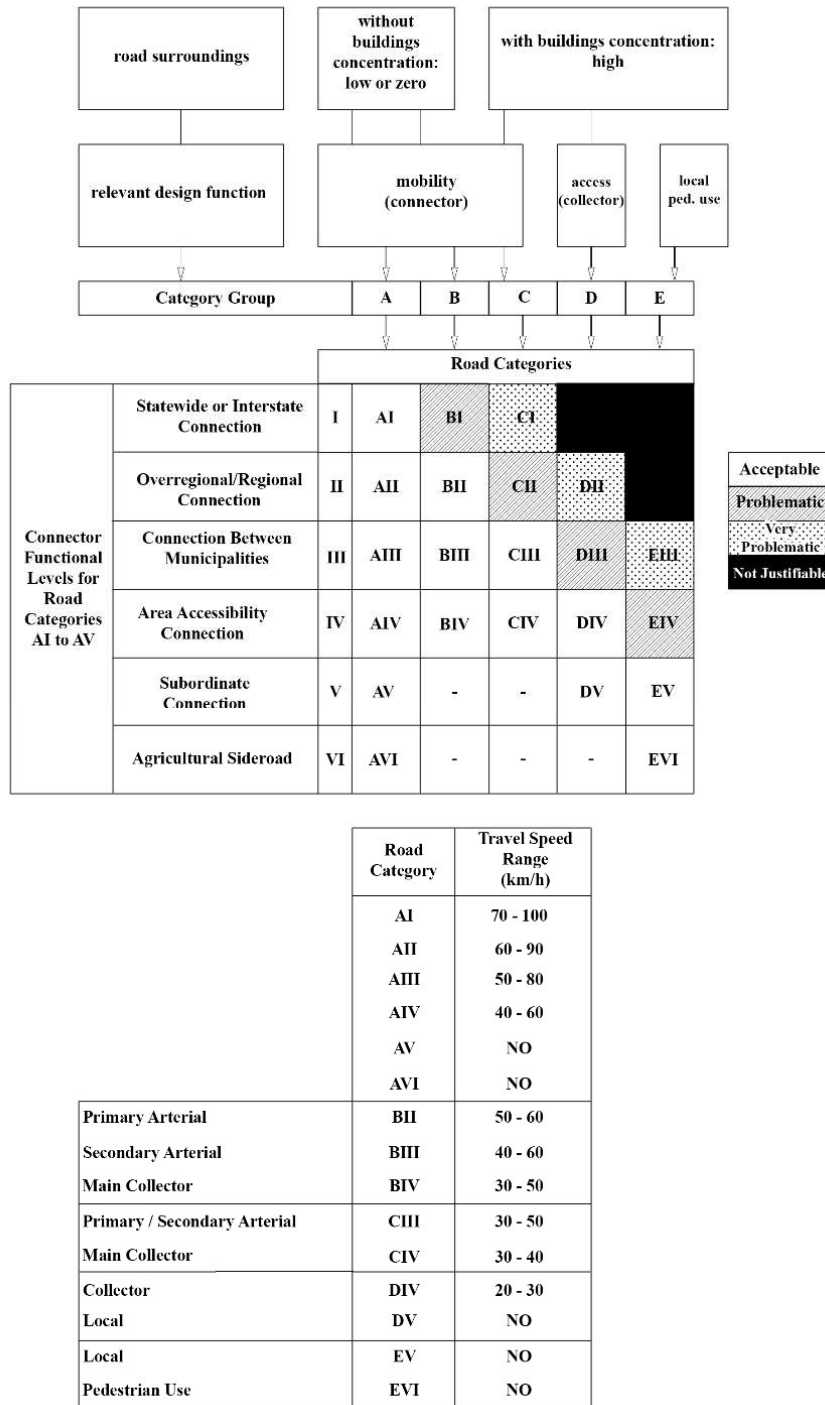 road surroundings
without
buildings
concentration:
low or zero
with buildings concentration:
high
relevant design function
mobility
(connector)
access
(collector)
local
ped. use
Category Group A B C D E
Road Categories
Connector
Functional
Levels for
Road
Categories
AI to AV
Statewide or Interstate
Connection
I AI BI CI
Overregional/Regional
Connection
II AII BII CII DII
Connection Between
Municipalities
III AIII BIII CIII DIII EIII
Area Accessibility
Connection
IV AIV BIV CIV DIV EIV
Subordinate
Connection
V AV - - DV EV
Agricultural Sideroad VI AVI - - - EVI
Acceptable
Problematic
Very
Problematic
Not Justifiable
Road
Category
Travel Speed
Range
(km/h)
AI 70 - 100
AII 60 - 90
AIII 50 - 80
AIV 40 - 60
AV NO
AVI NO
Primary Arterial BII 50 - 60
Secondary Arterial BIII 40 - 60
Main Collector BIV 30 - 50
Primary / Secondary Arterial CIII 30 - 50
Main Collector CIV 30 - 40
Collector DIV 20 - 30
Local DV NO
Local EV NO
Pedestrian Use EVI NO